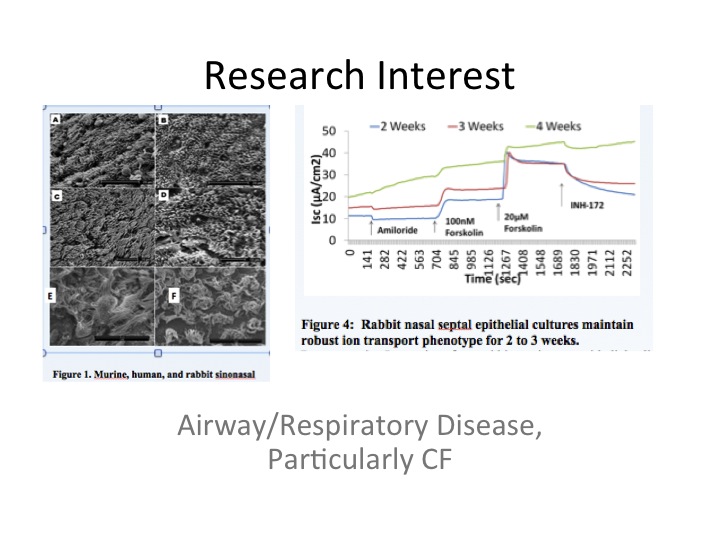 Research Interest
A
B
C
D
E
F
Figure 1. Murine, human, and rabbit sinonasal
2 Weeks 3 Weeks 4 Weeks
Isc (μA/cm2)
50
40
30
20
10
0
Amiloride
100nM
Forskolin
20μM
Forskolin
INH-172
0 141 282 422 563 704 845 985 1126 1267 1408 1548 1689 1830 1971 2112 2252
Time (sec)
Figure 4: Rabbit nasal septal epithelial cultures maintain
robust ion transport phenotype for 2 to 3 weeks.
Airway/Respiratory Disease,
Particularly CF